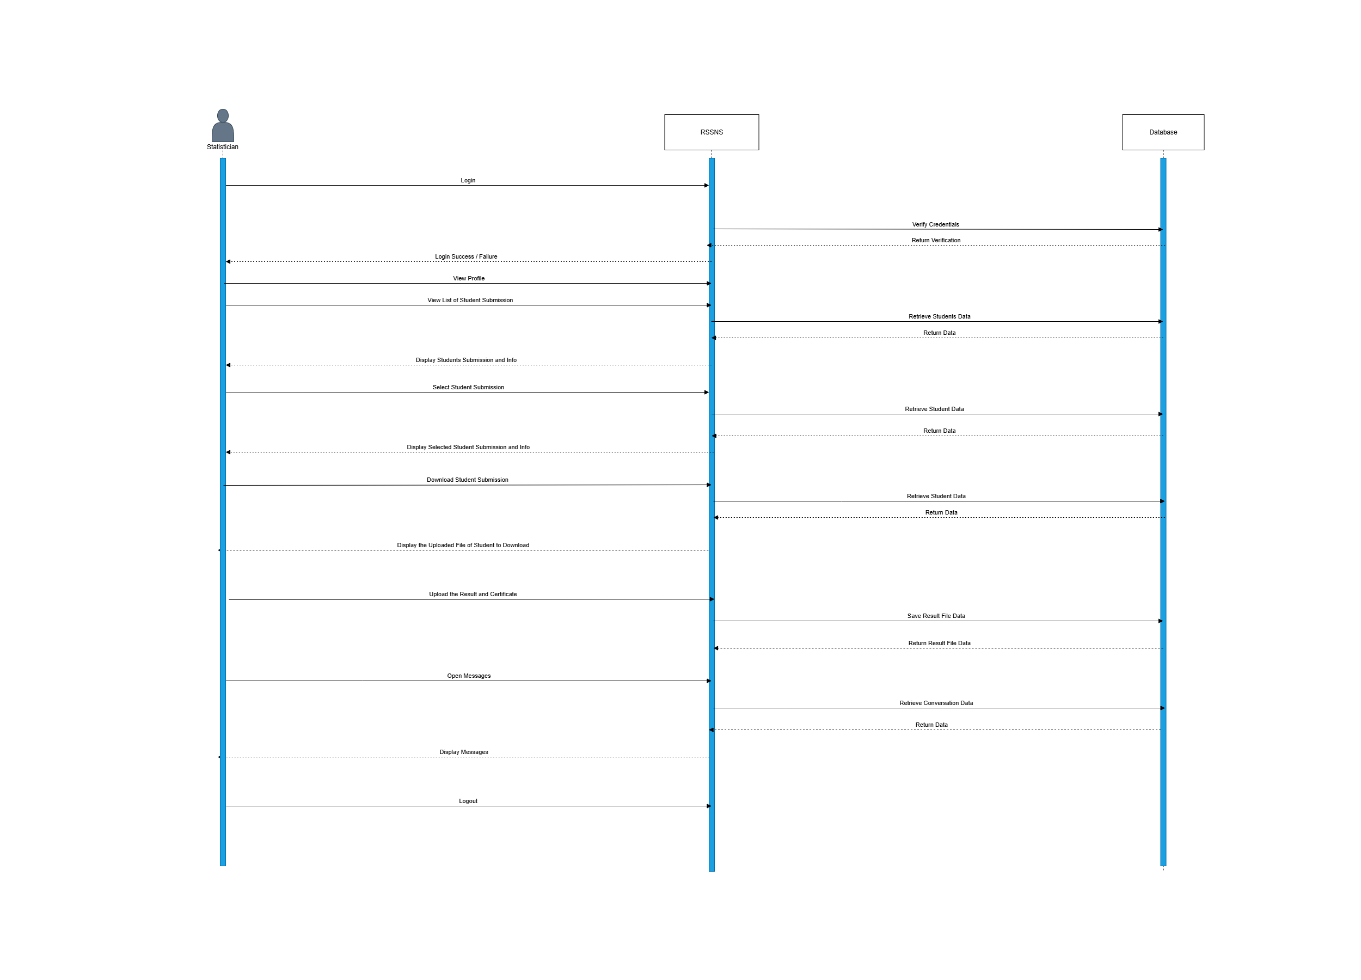 Statistician
RSSNS
Database
Login
Verify Credentials
Return Verification
Login Success / Failure
View Profile
View List of Student Submission
Retrieve Students Data
Return Data
Display Students Submission and Info
Select Student Submission
Retrieve Student Data
Return Data
Display Selected Student Submission and Info
Download Student Submission
Retrieve Student Data
Return Data
Display the Uploaded File of Student to Download
Upload the Result and Certificate
Save Result File Data
Return Result File Data
Open Messages
Retrieve Conversation Data
Return Data
Display Messages
Logout